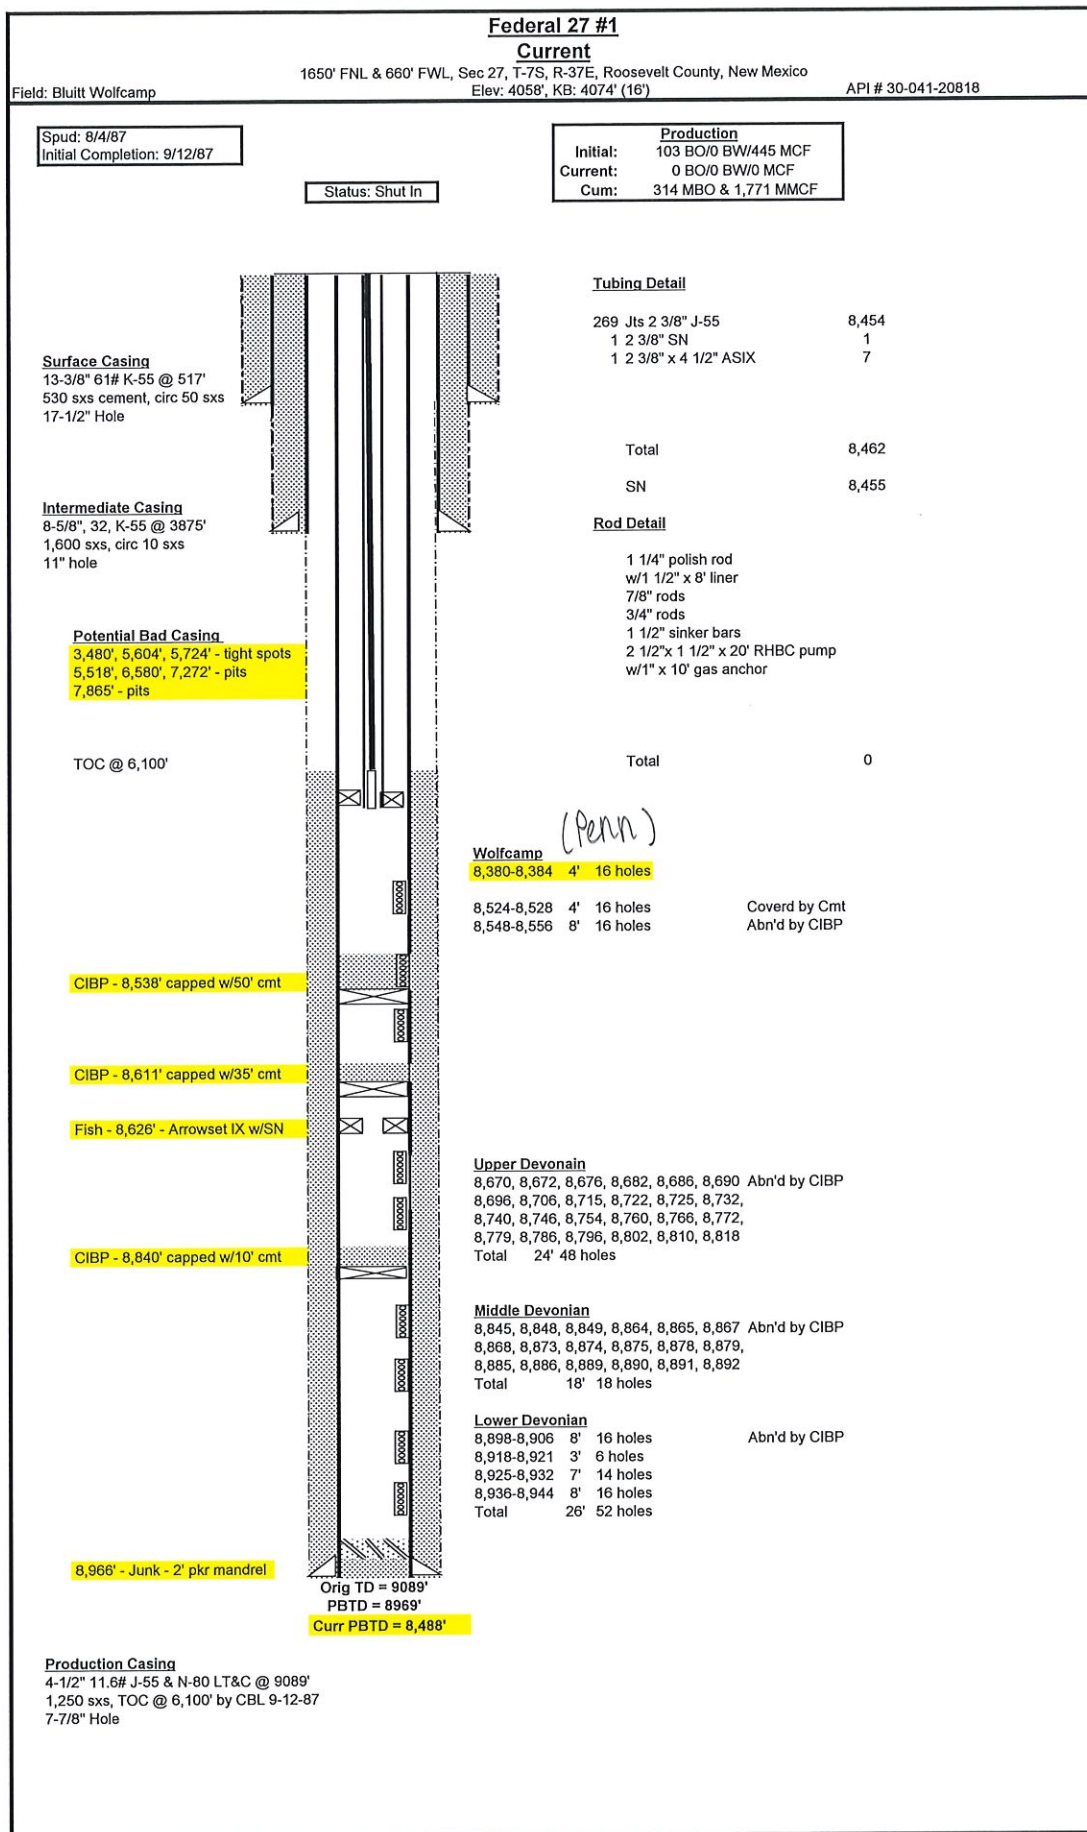 Federal 27 #1
Current
1650' FNL & 660' FWL, Sec 27, T-7S, R-37E, Roosevelt County, New Mexico
Field: Bluitt Wolfcamp
Elev: 4058', KB: 4074' (16')
API # 30-041-20818
Spud: 8/4/87
Initial Completion: 9/12/87
Production
Initial: 103 BO/0 BW/445 MCF
Current: 0 BO/0 BW/0 MCF
Cum: 314 MBO & 1,771 MMCF
Status: Shut In
Tubing Detail
269 Jts 2 3/8" J-55 8,454
1 2 3/8" SN 1
1 2 3/8" x 4 1/2" ASIX 7
Total 8,462
SN 8,455
Surface Casing
13-3/8" 61# K-55 @ 517'
530 sxs cement, circ 50 sxs
17-1/2" Hole
Intermediate Casing
8-5/8", 32, K-55 @ 3875'
1,600 sxs, circ 10 sxs
11" hole
Rod Detail
1 1/4" polish rod
w/1 1/2" x 8' liner
7/8" rods
3/4" rods
1 1/2" sinker bars
2 1/2"x 1 1/2" x 20' RHBC pump
w/1" x 10' gas anchor
Total 0
Potential Bad Casing
3,480', 5,604', 5,724' - tight spots
5,518', 6,580', 7,272' - pits
7,865' - pits
TOC @ 6,100'
(Penn)
Wolfcamp
8,380-8,384 4' 16 holes
8,524-8,528 4' 16 holes Coverd by Cmt
8,548-8,556 8' 16 holes Abn'd by CIBP
CIBP - 8,538' capped w/50' cmt
CIBP - 8,611' capped w/35' cmt
Fish - 8,626' - Arrowset IX w/SN
Upper Devonain
8,670, 8,672, 8,676, 8,682, 8,686, 8,690 Abn'd by CIBP
8,696, 8,706, 8,715, 8,722, 8,725, 8,732,
8,740, 8,746, 8,754, 8,760, 8,766, 8,772,
8,779, 8,786, 8,796, 8,802, 8,810, 8,818
Total 24' 48 holes
CIBP - 8,840' capped w/10' cmt
Middle Devonian
8,845, 8,848, 8,849, 8,864, 8,865, 8,867 Abn'd by CIBP
8,868, 8,873, 8,874, 8,875, 8,878, 8,879,
8,885, 8,886, 8,889, 8,890, 8,891, 8,892
Total 18' 18 holes
Lower Devonian
8,898-8,906 8' 16 holes Abn'd by CIBP
8,918-8,921 3' 6 holes
8,925-8,932 7' 14 holes
8,936-8,944 8' 16 holes
Total 26' 52 holes
8,966' - Junk - 2' pkr mandrel
Orig TD = 9089'
PBTD = 8969'
Curr PBTD = 8,488'
Production Casing
4-1/2" 11.6# J-55 & N-80 LT&C @ 9089'
1,250 sxs, TOC @ 6,100' by CBL 9-12-87
7-7/8" Hole